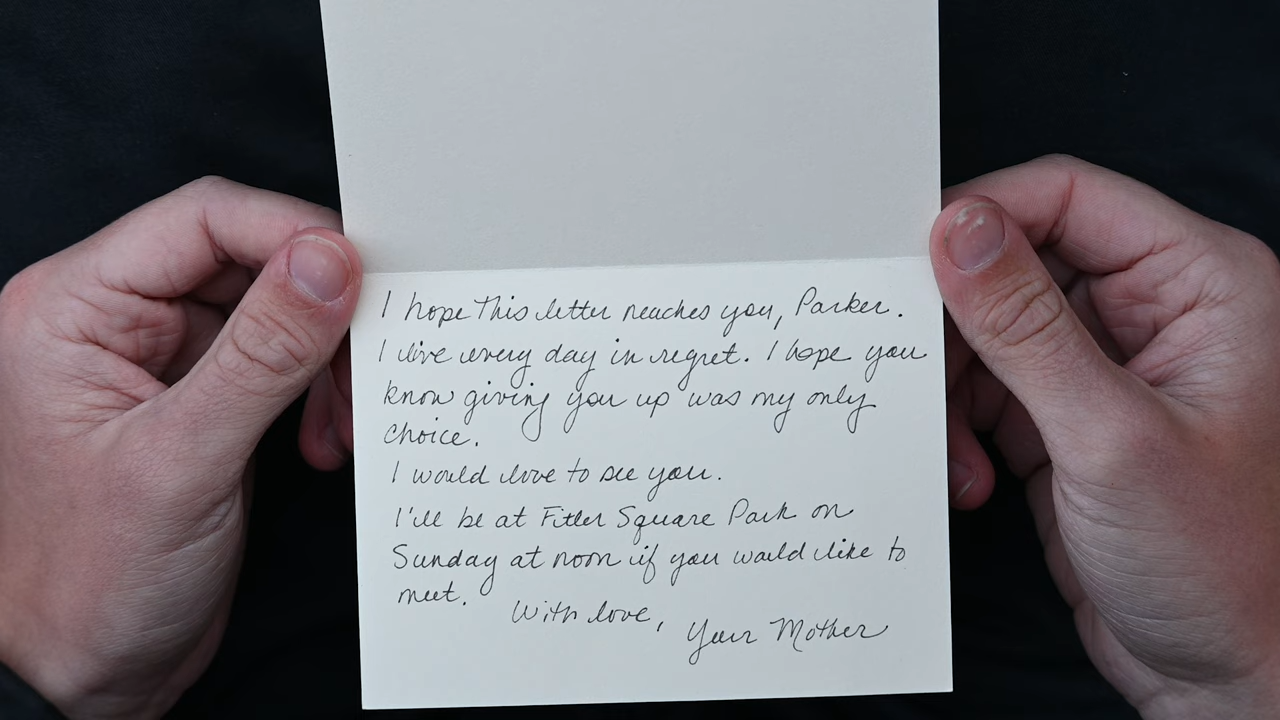 I hope This letter reaches you, Parker.
I live every day in regret. I hope you
know giving you up was my only
choice.
I would love to see you.
I'll be at Fitler Square Park on
Sunday at noon if you would like to
meet.
With love,
Your Mother